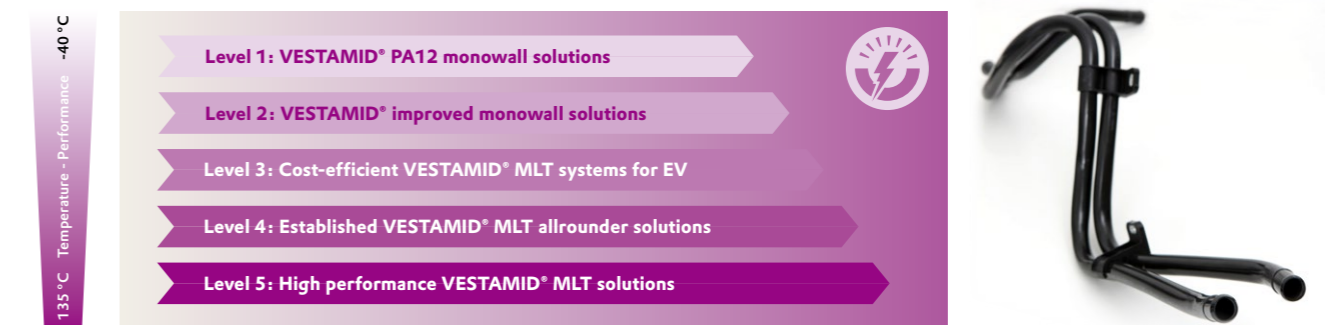 -40 °C
Temperature - Performance
135 °C
Level 1: VESTAMID® PA12 monowall solutions
Level 2: VESTAMID® improved monowall solutions
Level 3: Cost-efficient VESTAMID® MLT systems for EV
Level 4: Established VESTAMID® MLT allrounder solutions
Level 5: High performance VESTAMID® MLT solutions